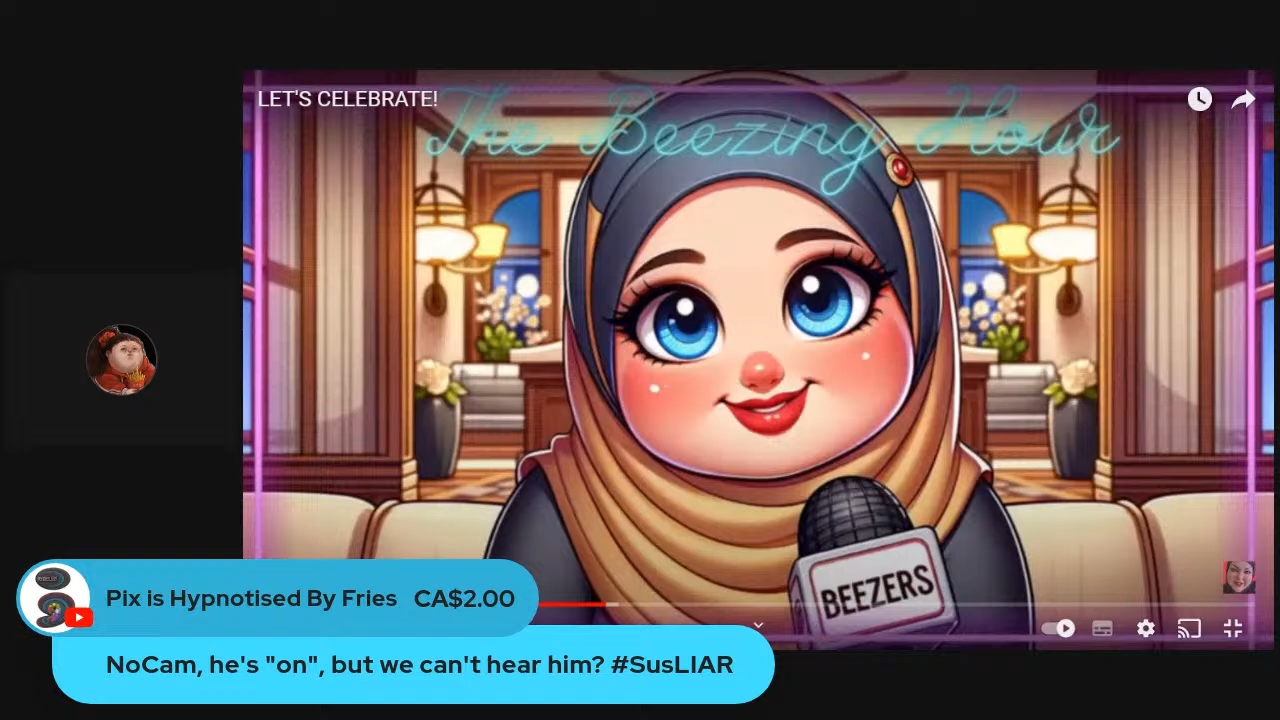 LET'S CELEBRATE!
The Beezing Hour
BEEZERS
Pix is Hypnotised By Fries CA$2.00
NoCam, he's "on", but we can't hear him? #SusLIAR